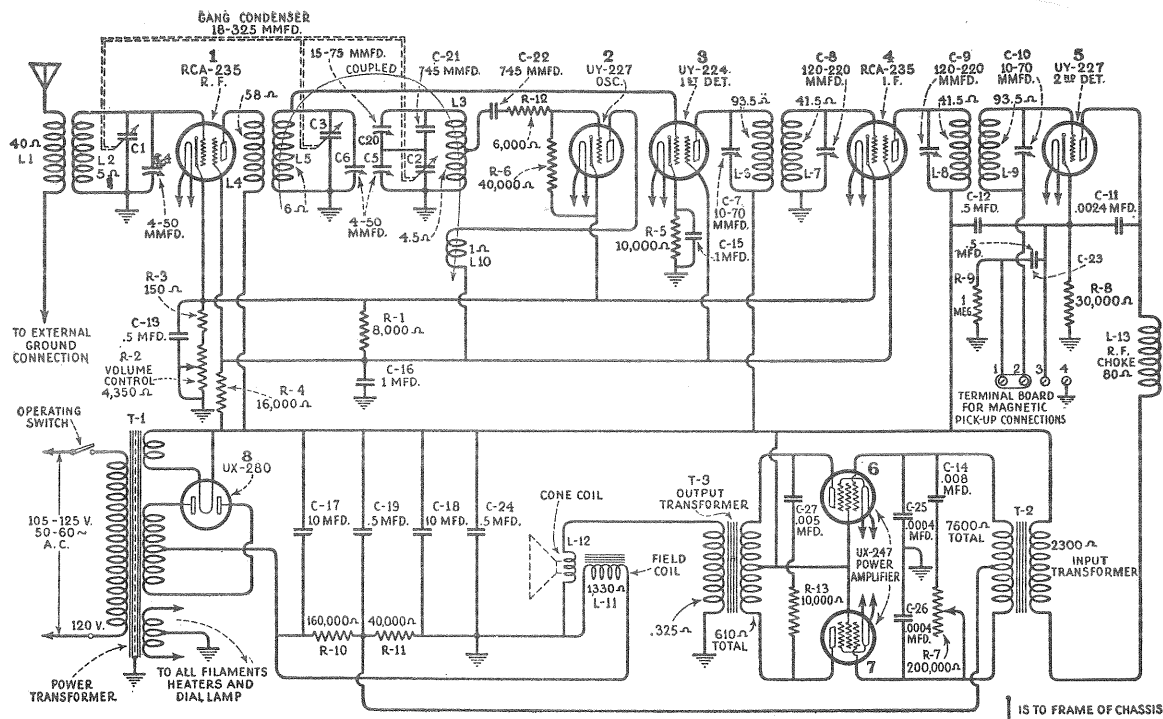 GANG CONDENSER
18-325 MMFD.
1
RCA-235
R. F.
15-75 MMFD.
COUPLED
C-21
745 MMFD.
C-22
745 MMFD.
2
UY-227
OSC.
3
UY-224
1ST DET.
C-8
120-220
MMFD.
4
RCA-235
I.F.
C-9
120-220
MMFD.
C-10
10-70
MMFD.
5
UY-227
2ND DET.
58Ω
L3
R-12
93.5Ω
41.5Ω
41.5Ω
93.5Ω
40Ω
L1
L2
5Ω
C1
C4
L4
L5
C3
C6
C20
C5
C2
6,000Ω
R-6
40,000Ω
L-6
L-7
L-8
L-9
4-50
MMFD.
6Ω
4-50
MMFD.
4.5Ω
1Ω
L10
R-5
10,000Ω
C-7
10-70
MMFD.
C-15
.1 MFD.
C-12
.5 MFD.
C-11
.0024 MFD.
.5
MFD.
C-23
R-9
1
MEG.
R-8
30,000Ω
TO EXTERNAL
GROUND
CONNECTION
R-3
150Ω
C-13
.5 MFD.
R-2
VOLUME
CONTROL
4,350Ω
R-4
16,000Ω
R-1
8,000Ω
C-16
1 MFD.
L-13
R.F.
CHOKE
80Ω
1 2 3 4
TERMINAL BOARD
FOR MAGNETIC
PICK-UP CONNECTIONS
OPERATING
SWITCH
T-1
8
UX-280
105-125 V.
50-60~
A.C.
120 V.
C-17
10 MFD.
C-19
.5 MFD.
C-18
10 MFD.
C-24
.5 MFD.
CONE COIL
L-12
FIELD
COIL
1330Ω
L-11
T-3
OUTPUT
TRANSFORMER
6
C-27
.005
MFD.
C-25
.0004
MFD.
C-14
.008
MFD.
7600Ω
TOTAL
T-2
2300Ω
INPUT
TRANSFORMER
UX-247
POWER
AMPLIFIER
R-13
10,000Ω
C-26
.0004
MFD.
R-7
200,000Ω
.325Ω
610Ω
TOTAL
7
160,000Ω
R-10
40,000Ω
R-11
POWER
TRANSFORMER
TO ALL FILAMENTS
HEATERS AND
DIAL LAMP
IS TO FRAME OF CHASSIS